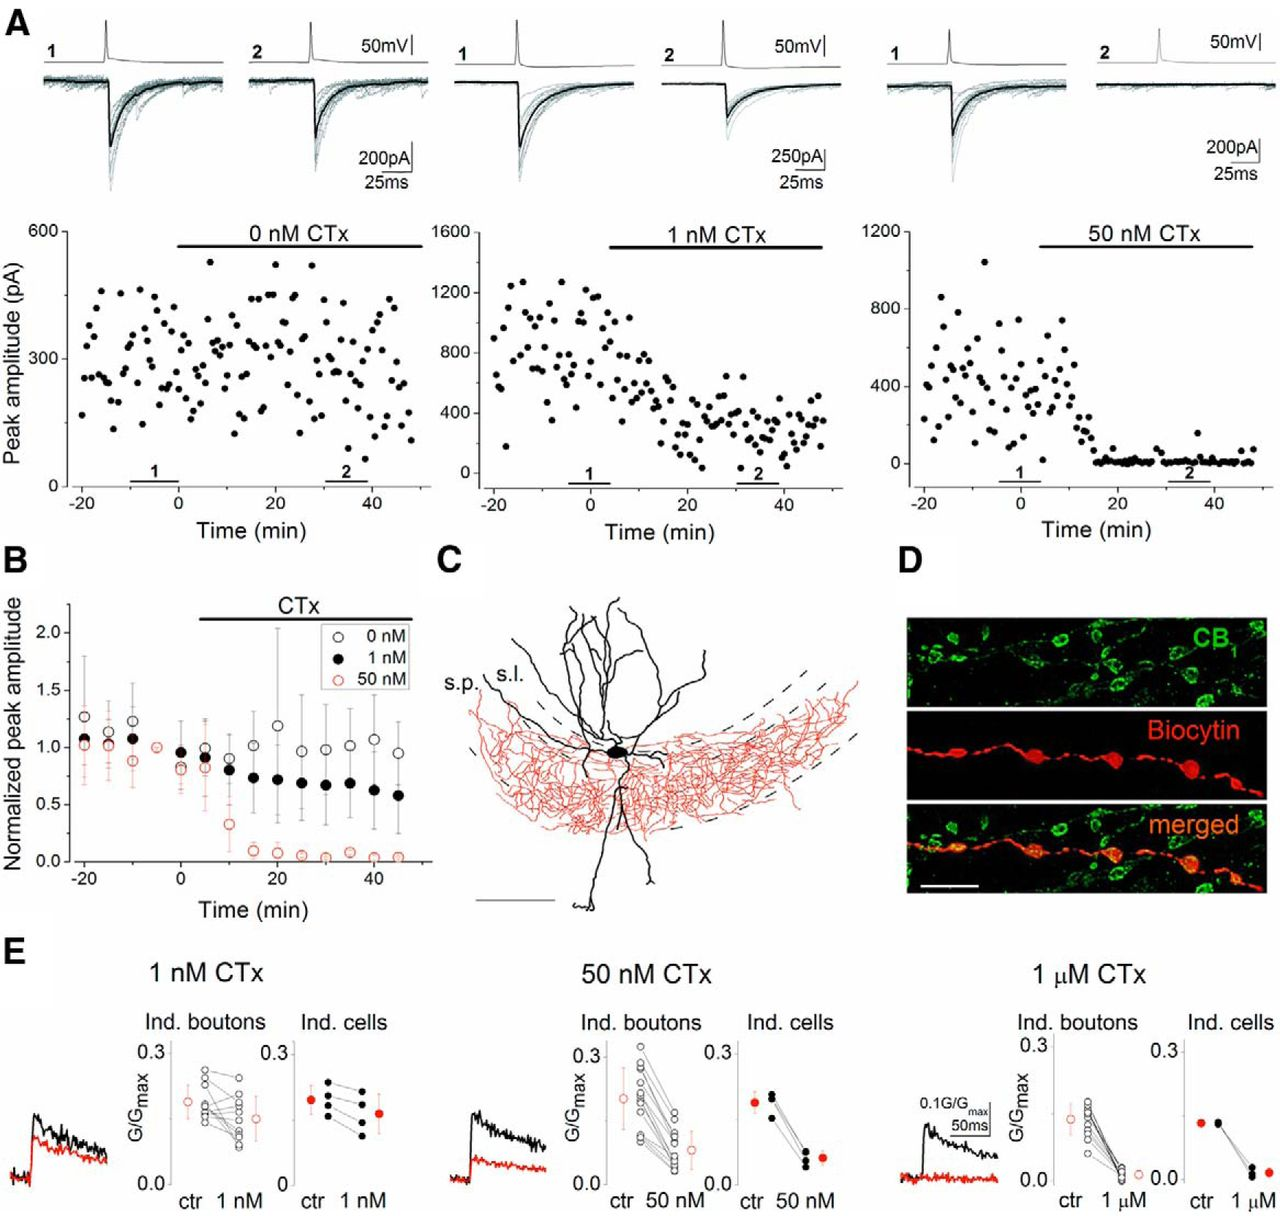 A
1 2 50mV
200pA
25ms
1 2 50mV
250pA
25ms
1 2 50mV
200pA
25ms
Peak amplitude (pA)
600
300
0
0 nM CTx
1 2
-20 0 20 40
Time (min)
1600
1200
800
400
0
1 nM CTx
1 2
-20 0 20 40
Time (min)
1200
800
400
0
50 nM CTx
1 2
-20 0 20 40
Time (min)
B
Normalized peak amplitude
2.0
1.5
1.0
0.5
0.0
CTx
0 nM
1 nM
50 nM
-20 0 20 40
Time (min)
C
s.p. s.l.
D
CB1
Biocytin
merged
E
1 nM CTx
Ind. boutons Ind. cells
G/Gmax
0.3 0.3
0.0 0
ctr 1 nM ctr 1 nM
50 nM CTx
Ind. boutons Ind. cells
G/Gmax
0.3 0.3
0.0 0.0
ctr 50 nM ctr 50 nM
1 μM CTx
Ind. boutons Ind. cells
0.1G/Gmax
50ms
G/Gmax
0.3 0.3
0.0 0.0
ctr 1 μM ctr 1 μM